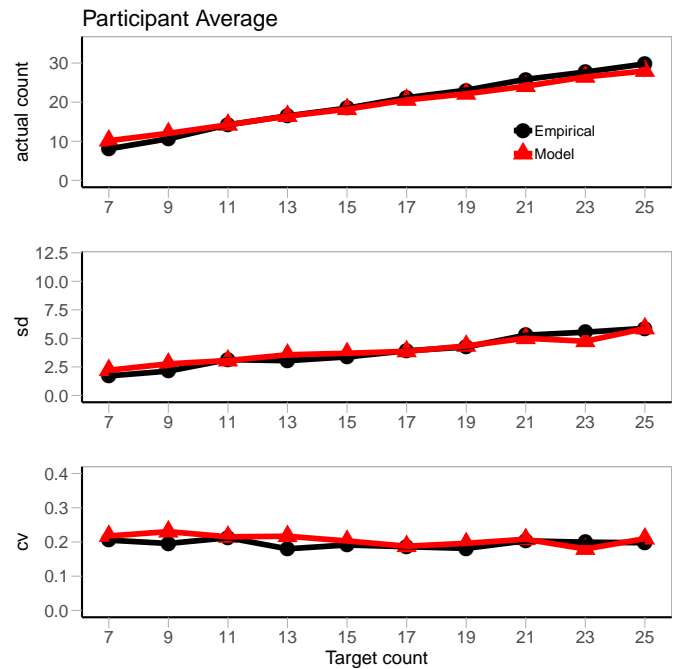 Participant Average
actual count
30
20
10
0
Empirical
Model
7 9 11 13 15 17 19 21 23 25
sd
12.5
10.0
7.5
5.0
2.5
0.0
7 9 11 13 15 17 19 21 23 25
cv
0.4
0.3
0.2
0.1
0.0
7 9 11 13 15 17 19 21 23 25
Target count